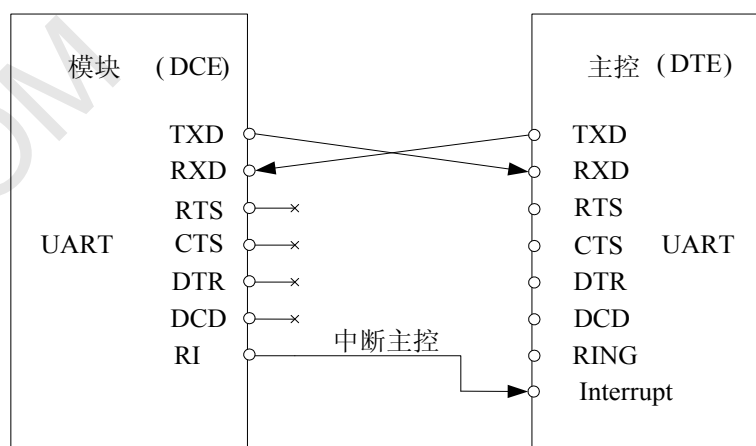 模块 (DCE)
TXD
RXD
RTS
CTS
DTR
DCD
RI
UART
中断主控
主控 (DTE)
TXD
RXD
RTS
CTS
DTR
DCD
RING
Interrupt
UART
OM